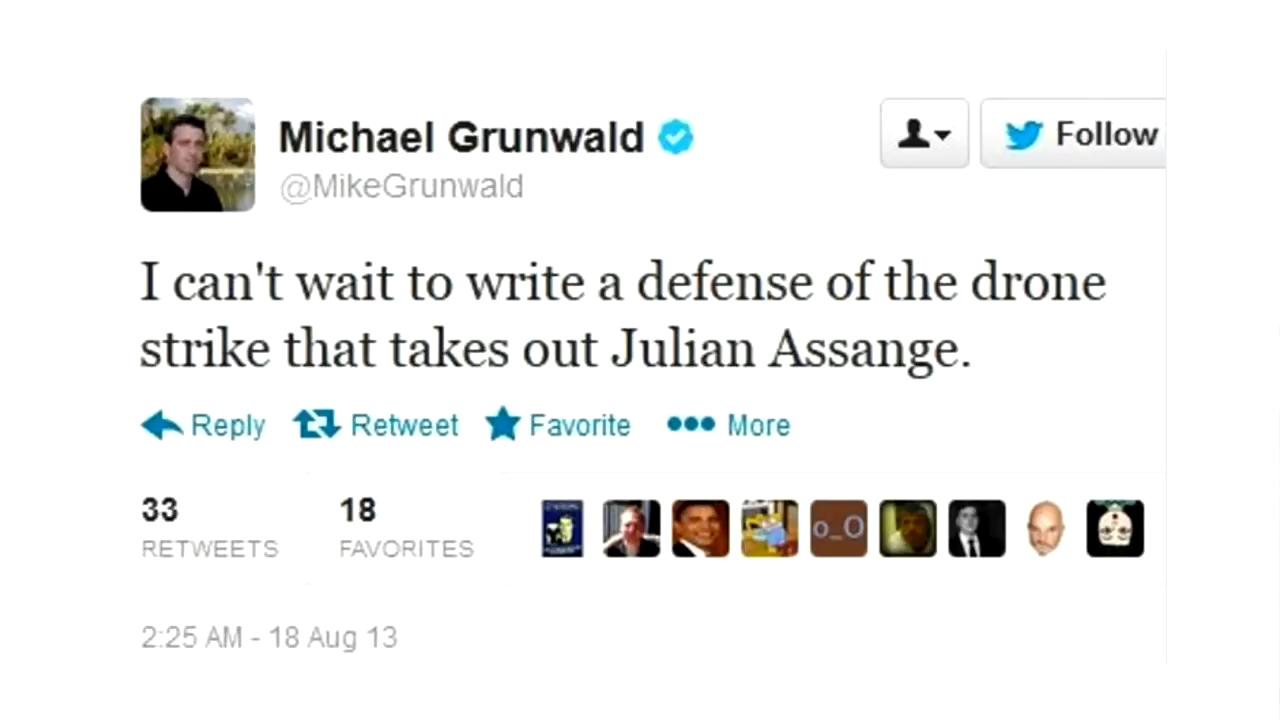 Michael Grunwald
@MikeGrunwald
Follow
I can't wait to write a defense of the drone
strike that takes out Julian Assange.
Reply Retweet Favorite More
33 18
RETWEETS FAVORITES
o_O
2:25 AM - 18 Aug 13